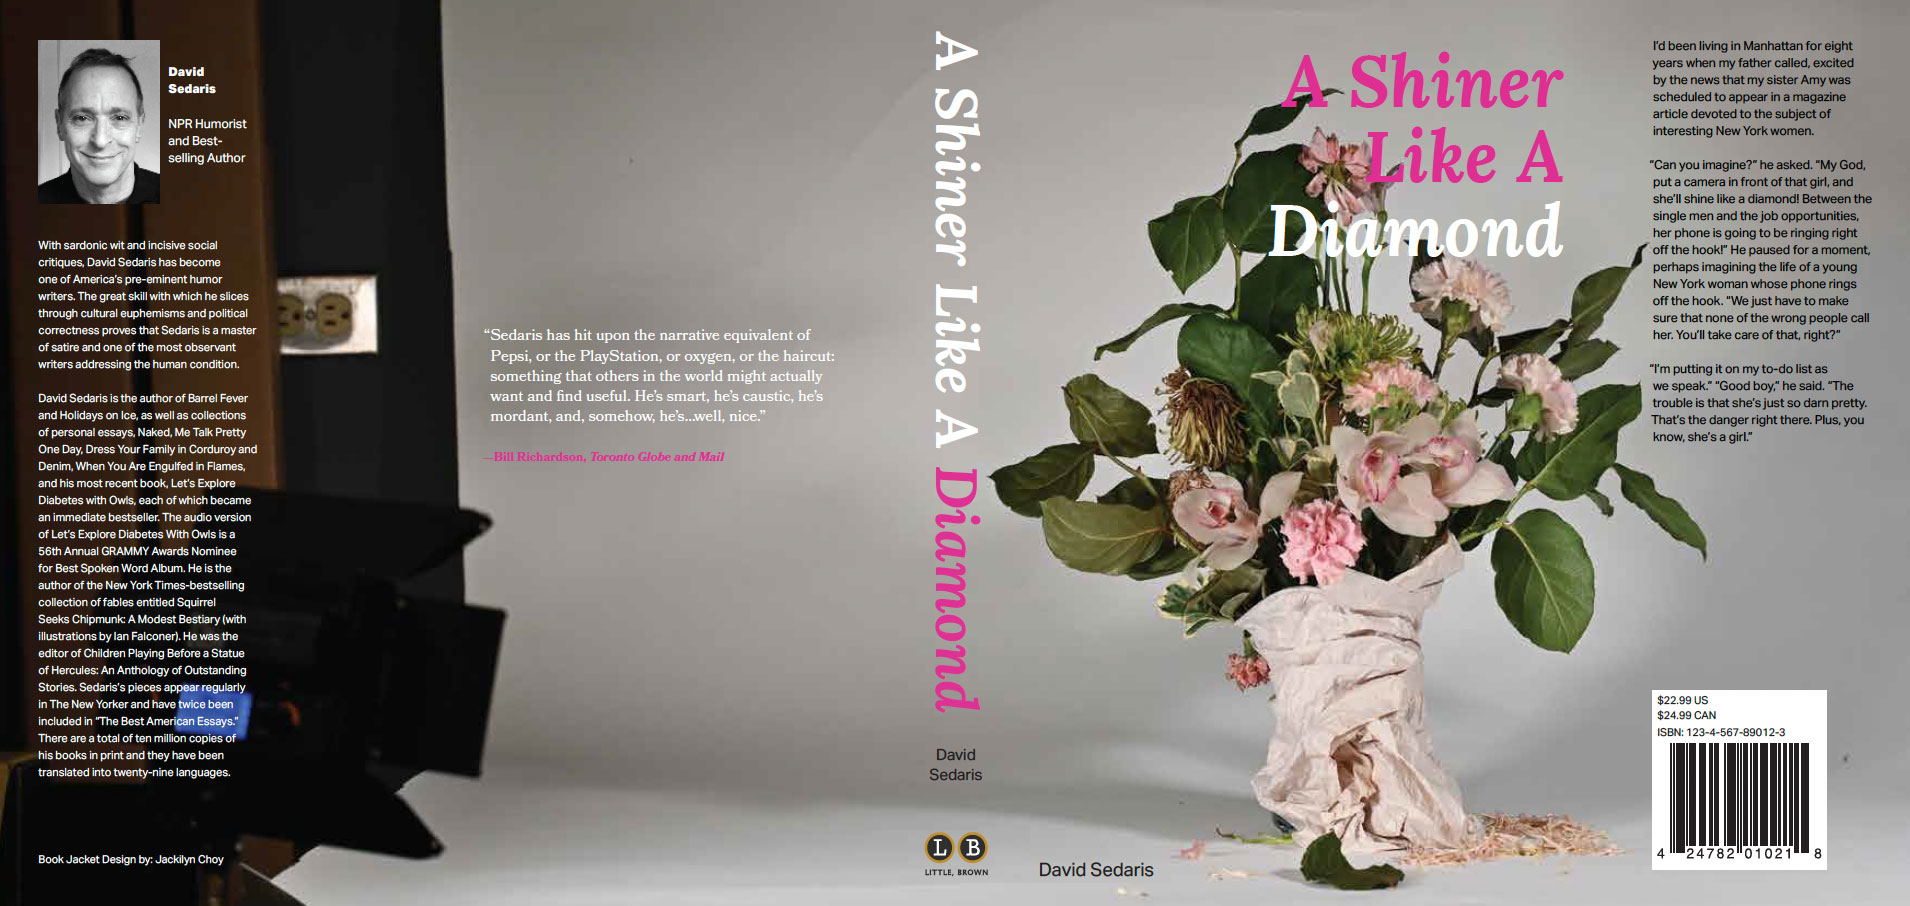 David
Sedaris
NPR Humorist
and Best-
selling Author
With sardonic wit and incisive social
critiques, David Sedaris has become
one of America's pre-eminent humor
writers. The great skill with which he slices
through cultural euphemisms and political
correctness proves that Sedaris is a master
of satire and one of the most observant
writers addressing the human condition.
David Sedaris is the author of Barrel Fever
and Holidays on Ice, as well as collections
of personal essays, Naked, Me Talk Pretty
One Day, Dress Your Family in Corduroy and
Denim, When You Are Engulfed in Flames,
and his most recent book, Let's Explore
Diabetes with Owls, each of which became
an immediate bestseller. The audio version
of Let's Explore Diabetes With Owls is a
56th Annual GRAMMY Awards Nominee
for Best Spoken Word Album. He is the
author of the New York Times-bestselling
collection of fables entitled Squirrel
Seeks Chipmunk: A Modest Bestiary (with
illustrations by Ian Falconer). He was the
editor of Children Playing Before a Statue
of Hercules: An Anthology of Outstanding
Stories. Sedaris's pieces appear regularly
in The New Yorker and have twice been
included in "The Best American Essays."
There are a total of ten million copies of
his books in print and they have been
translated into twenty-nine languages.
Book Jacket Design by: Jackilyn Choy
"Sedaris has hit upon the narrative equivalent of
Pepsi, or the PlayStation, or oxygen, or the haircut:
something that others in the world might actually
want and find useful. He's smart, he's caustic, he's
mordant, and, somehow, he's...well, nice."
—Bill Richardson, Toronto Globe and Mail
A Shiner Like A Diamond
David
Sedaris
L B
LITTLE, BROWN
A Shiner
Like A
Diamond
David Sedaris
I'd been living in Manhattan for eight
years when my father called, excited
by the news that my sister Amy was
scheduled to appear in a magazine
article devoted to the subject of
interesting New York women.
"Can you imagine?" he asked. "My God,
put a camera in front of that girl, and
she'll shine like a diamond! Between the
single men and the job opportunities,
her phone is going to be ringing right
off the hook!" He paused for a moment,
perhaps imagining the life of a young
New York woman whose phone rings
off the hook. "We just have to make
sure that none of the wrong people call
her. You'll take care of that, right?"
"I'm putting it on my to-do list as
we speak." "Good boy," he said. "The
trouble is that she's just so darn pretty.
That's the danger right there. Plus, you
know, she's a girl."
$22.99 US
$24.99 CAN
ISBN: 123-4-567-89012-3
4 24782 01021 8